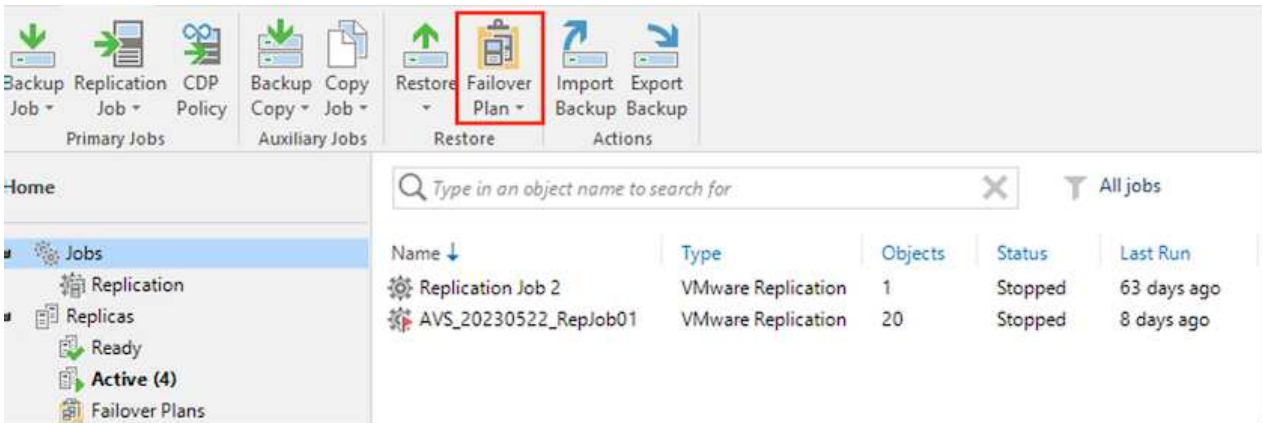 Backup Replication CDP Backup Copy Restore Failover Import Export
Job Job Policy Copy Job Plan Backup Backup
Primary Jobs Auxiliary Jobs Restore Actions
Home
Type in an object name to search for
All jobs
Jobs
Replication
Replicas
Ready
Active (4)
Failover Plans
Name Type Objects Status Last Run
Replication Job 2 VMware Replication 1 Stopped 63 days ago
AVS_20230522_RepJob01 VMware Replication 20 Stopped 8 days ago